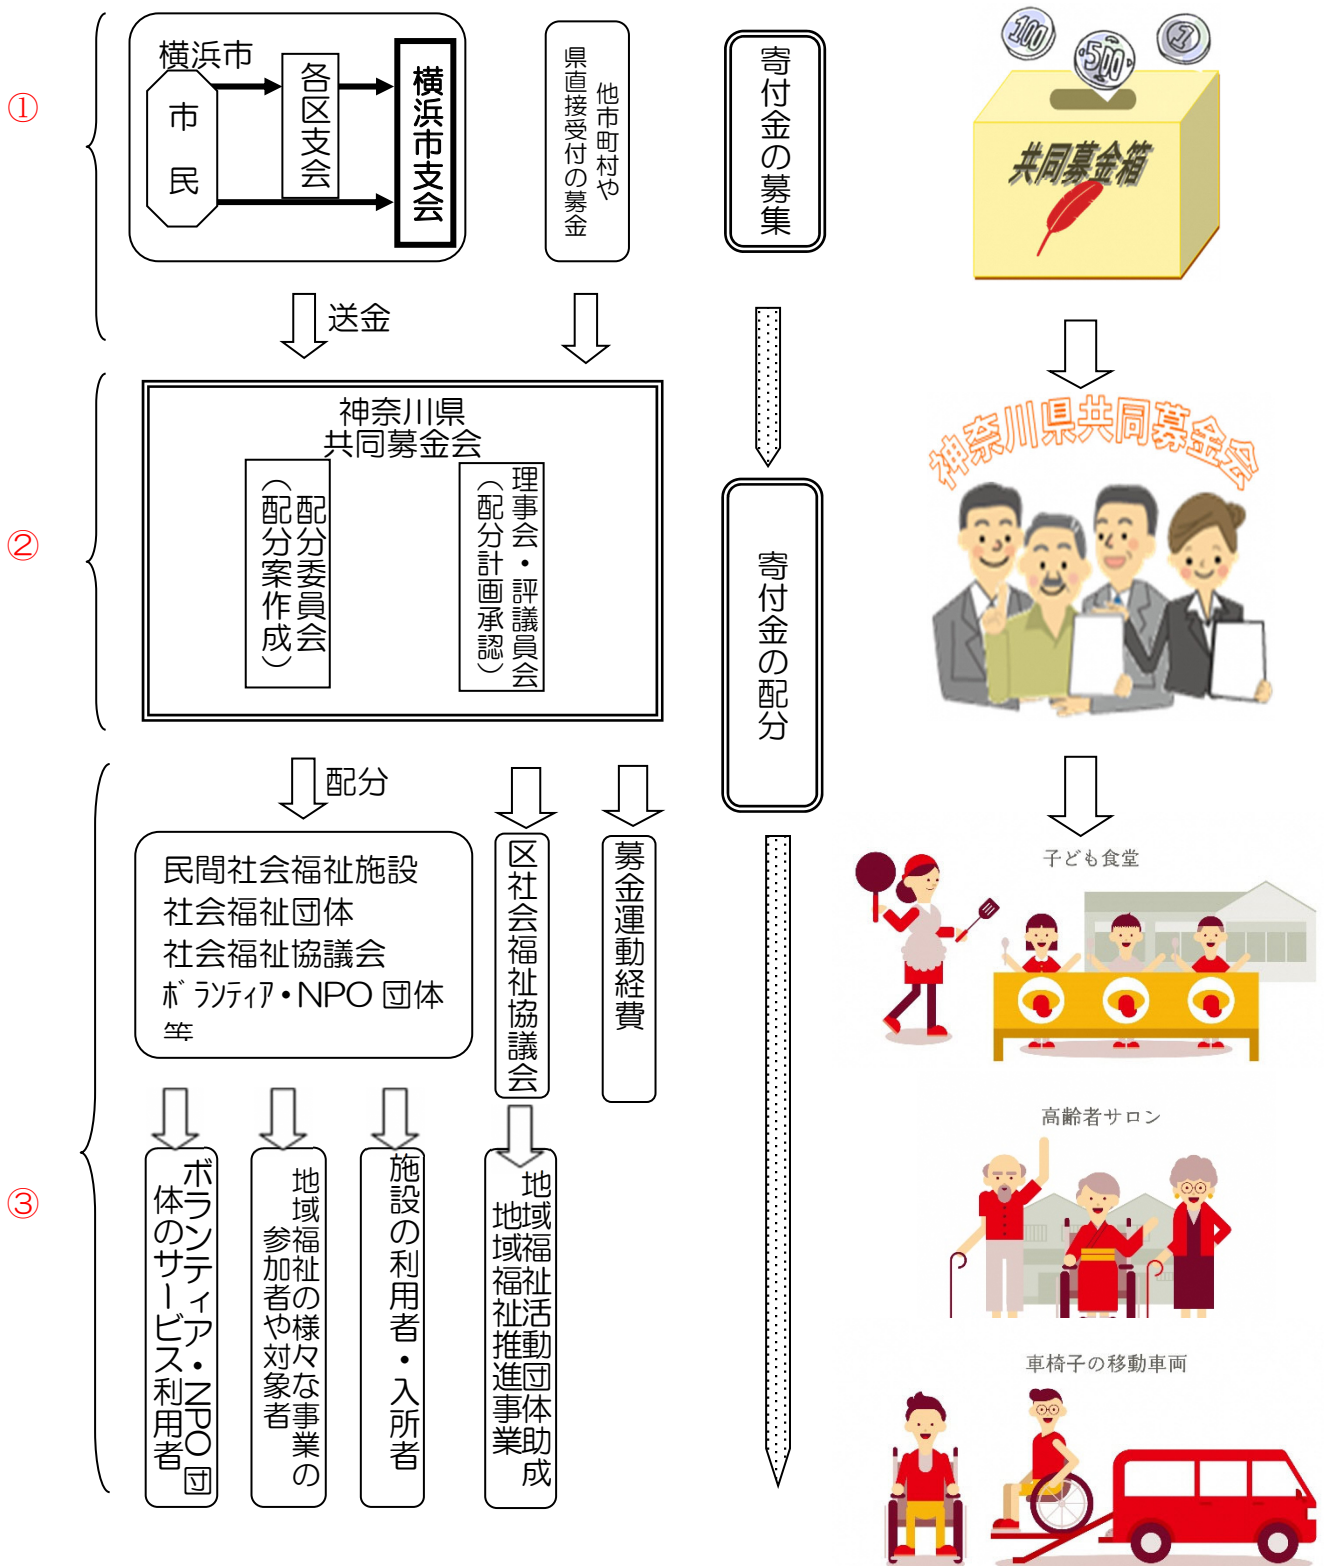 ①
横浜市
市民
各区支会
横浜市支会
他市町村や
県直接受付の募金
寄付金の募集
100
500
1
共同募金箱
送金
②
神奈川県
共同募金会
配分委員会
（配分案作成）
理事会・評議員会
（配分計画承認）
寄付金の配分
神奈川県共同募金会
③
配分
民間社会福祉施設
社会福祉団体
社会福祉協議会
ボランティア・NPO 団体
等
区社会福祉協議会
募金運動経費
ボランティア・NPO団
体のサービス利用者
地域福祉の様々な事業の
参加者や対象者
施設の利用者・入所者
地域福祉活動団体助成
地域福祉推進事業
子ども食堂
高齢者サロン
車椅子の移動車両